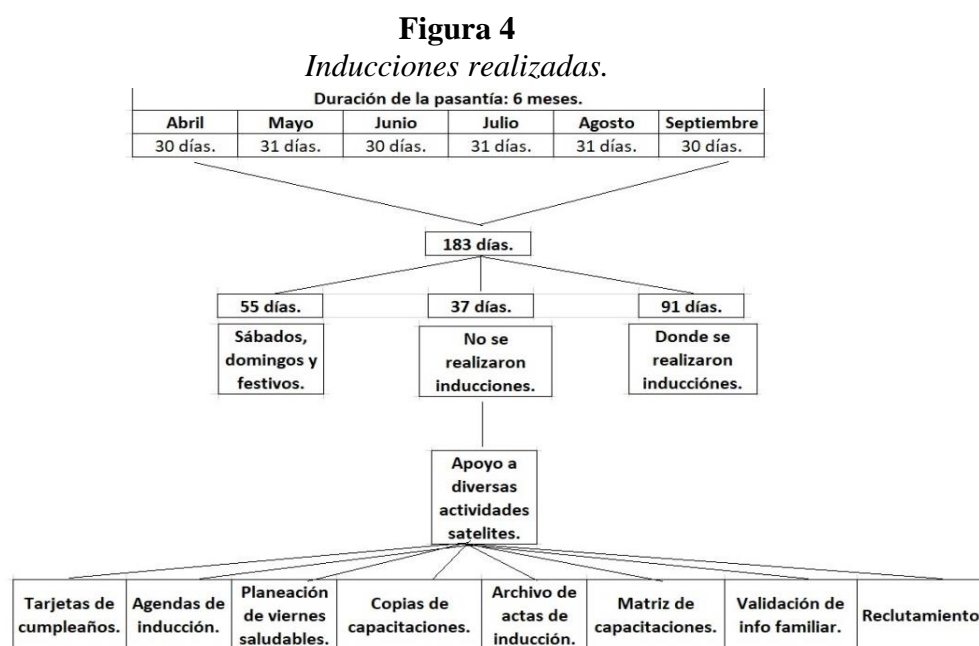 Figura 4
Inducciones realizadas.
Duración de la pasantía: 6 meses.
Abril Mayo Junio Julio Agosto Septiembre
30 días. 31 días. 30 días. 31 días. 31 días. 30 días.
183 días.
55 días. 37 días. 91 días.
Sábados,
domingos y
festivos.
No se
realizaron
inducciones.
Donde se
realizaron
inducciónes.
Apoyo a
diversas
actividades
satelites.
Tarjetas de
cumpleaños.
Agendas de
inducción.
Planeación
de viernes
saludables.
Copias de
capacitaciones.
Archivo de
actas de
inducción.
Matriz de
capacitaciones.
Validación de
info familiar.
Reclutamiento